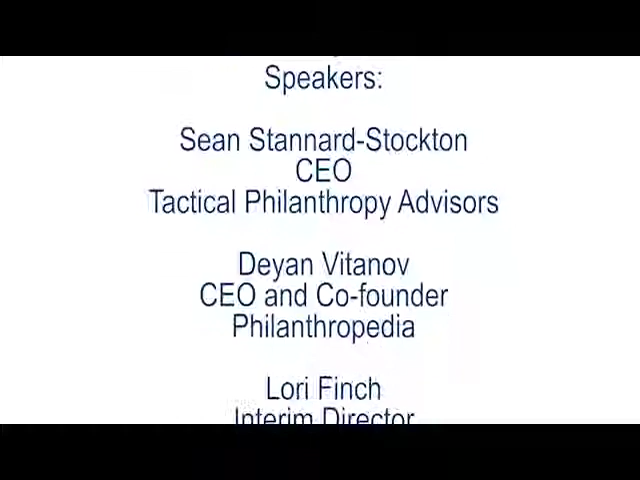 Speakers:
Sean Stannard-Stockton
CEO
Tactical Philanthropy Advisors
Deyan Vitanov
CEO and Co-founder
Philanthropedia
Lori Finch
Interim Director